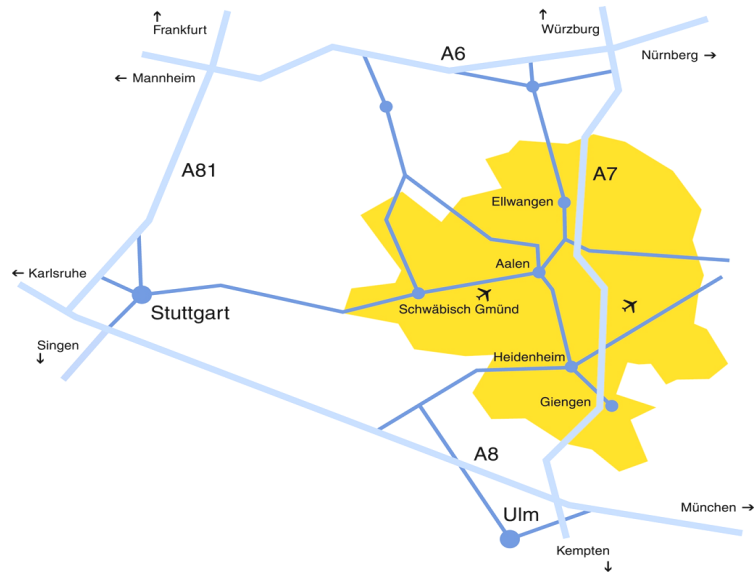 ↑
Frankfurt
↑
Würzburg
A6
Nürnberg →
← Mannheim
A81
A7
Ellwangen
← Karlsruhe
Aalen
Stuttgart
Schwäbisch Gmünd
Singen
↓
Heidenheim
Giengen
A8
Ulm
München →
Kempten
↓